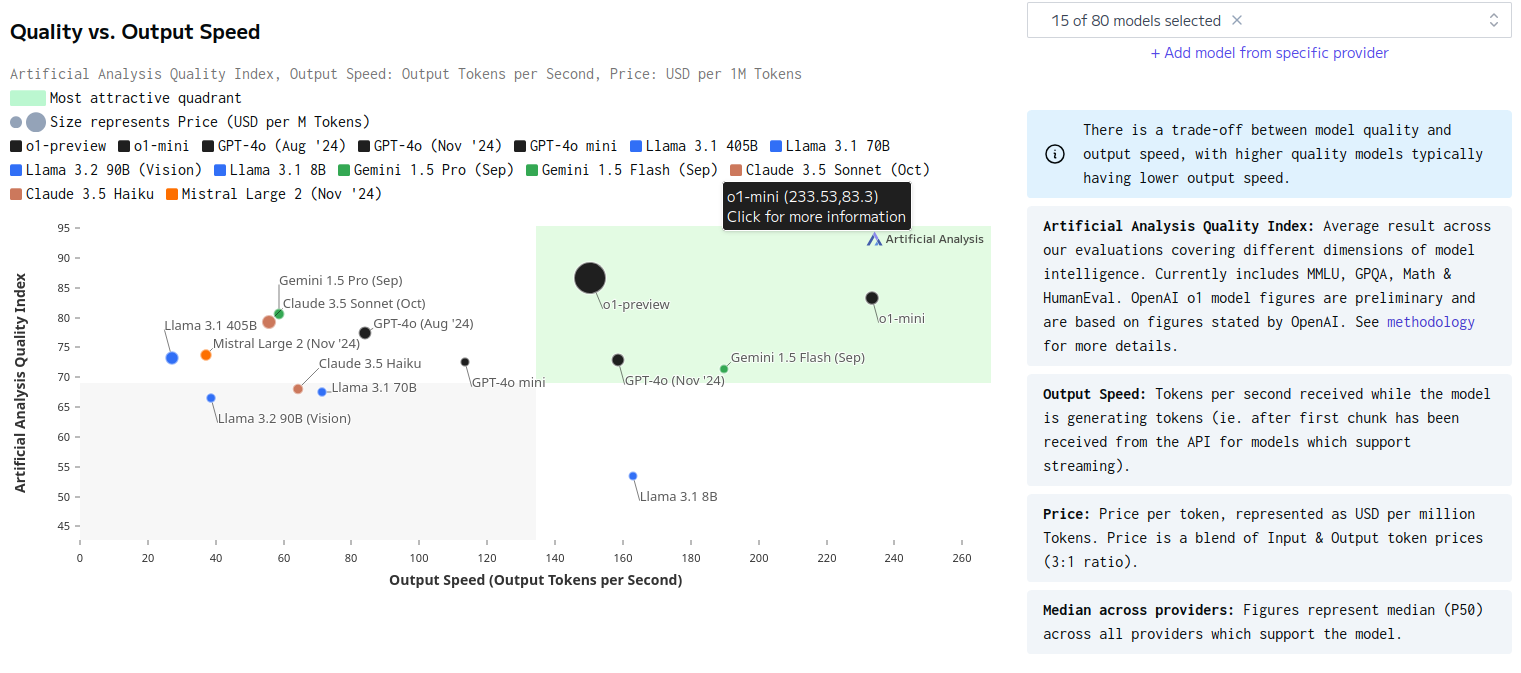 Quality vs. Output Speed
Artificial Analysis Quality Index, Output Speed: Output Tokens per Second, Price: USD per 1M Tokens
Most attractive quadrant
Size represents Price (USD per M Tokens)
o1-preview o1-mini GPT-4o (Aug '24) GPT-4o (Nov '24) GPT-4o mini Llama 3.1 405B Llama 3.1 70B
Llama 3.2 90B (Vision) Llama 3.1 8B Gemini 1.5 Pro (Sep) Gemini 1.5 Flash (Sep) Claude 3.5 Sonnet (Oct)
Claude 3.5 Haiku Mistral Large 2 (Nov '24)
o1-mini (233.53,83.3)
Click for more information
Artificial Analysis
Artificial Analysis Quality Index
95
90
85
80
75
70
65
60
55
50
45
Gemini 1.5 Pro (Sep)
Claude 3.5 Sonnet (Oct)
o1-preview
o1-mini
Llama 3.1 405B
GPT-4o (Aug '24)
Mistral Large 2 (Nov '24)
Gemini 1.5 Flash (Sep)
Claude 3.5 Haiku
GPT-4o mini
GPT-4o (Nov '24)
Llama 3.1 70B
Llama 3.2 90B (Vision)
Llama 3.1 8B
0 20 40 60 80 100 120 140 160 180 200 220 240 260
Output Speed (Output Tokens per Second)
15 of 80 models selected
+ Add model from specific provider
There is a trade-off between model quality and
output speed, with higher quality models typically
having lower output speed.
Artificial Analysis Quality Index: Average result across
our evaluations covering different dimensions of model
intelligence. Currently includes MMLU, GPQA, Math &
HumanEval. OpenAI o1 model figures are preliminary and
are based on figures stated by OpenAI. See methodology
for more details.
Output Speed: Tokens per second received while the model
is generating tokens (ie. after first chunk has been
received from the API for models which support
streaming).
Price: Price per token, represented as USD per million
Tokens. Price is a blend of Input & Output token prices
(3:1 ratio).
Median across providers: Figures represent median (P50)
across all providers which support the model.